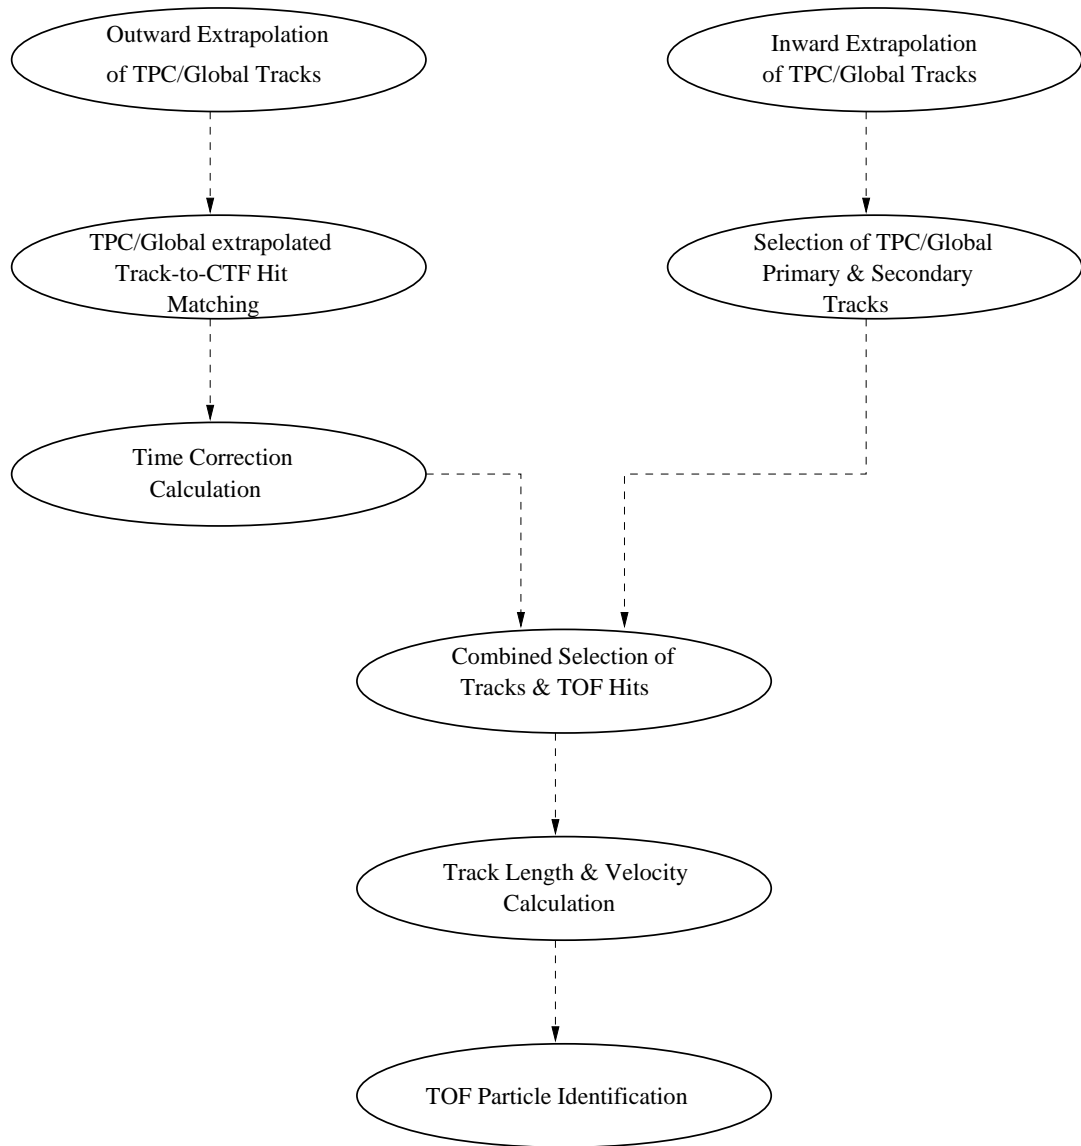 Outward Extrapolation
of TPC/Global Tracks
Inward Extrapolation
of TPC/Global Tracks
TPC/Global extrapolated
Track-to-CTF Hit
Matching
Selection of TPC/Global
Primary & Secondary
Tracks
Time Correction
Calculation
Combined Selection of
Tracks & TOF Hits
Track Length & Velocity
Calculation
TOF Particle Identification